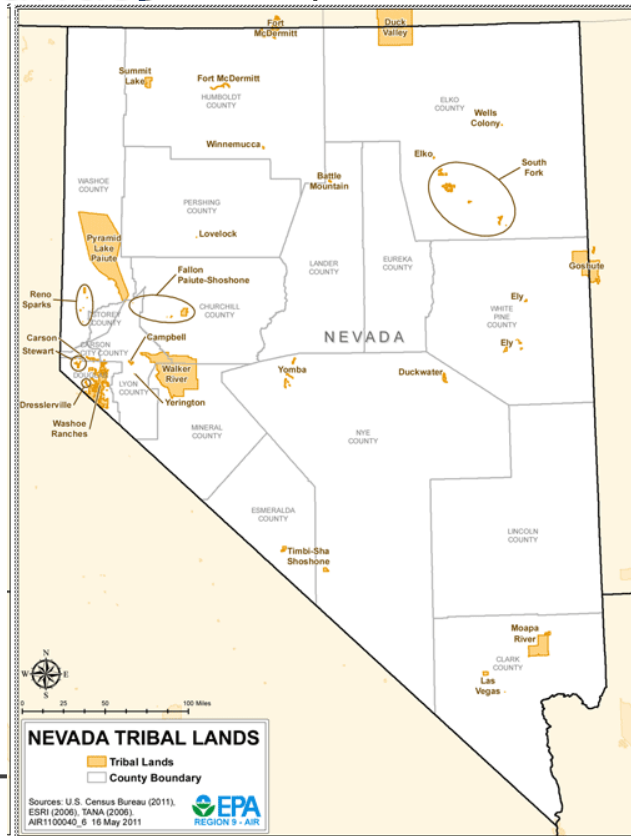 Fort
McDermitt
Duck
Valley
Summit
Lake
Fort McDermitt
HUMBOLDT
COUNTY
ELKO
COUNTY
Wells
Colony
Winnemucca
Elko
South
Fork
WASHOE
COUNTY
Battle
Mountain
PERSHING
COUNTY
Lovelock
Pyramid
Lake
Paiute
LANDER
COUNTY
EUREKA
COUNTY
Goshute
Fallon
Paiute-Shoshone
Reno
Sparks
STOREY
COUNTY
CHURCHILL
COUNTY
Ely
WHITE
PINE
COUNTY
NEVADA
Carson
Stewart
CARSON
CITY COUNTY
Campbell
Ely
DOUGLAS
LYON
COUNTY
Walker
River
Yomba
Duckwater
Dresslerville
Yerington
Washoe
Ranches
MINERAL
COUNTY
NYE
COUNTY
ESMERALDA
COUNTY
LINCOLN
COUNTY
Timbi-Sha
Shoshone
Moapa
River
CLARK
COUNTY
Las
Vegas
N
W E
S
0 25 50 100 Miles
NEVADA TRIBAL LANDS
Tribal Lands
County Boundary
Sources: U.S. Census Bureau (2011),
ESRI (2006), TANA (2006).
AIR1100040_6 16 May 2011
EPA
REGION 9 - AIR